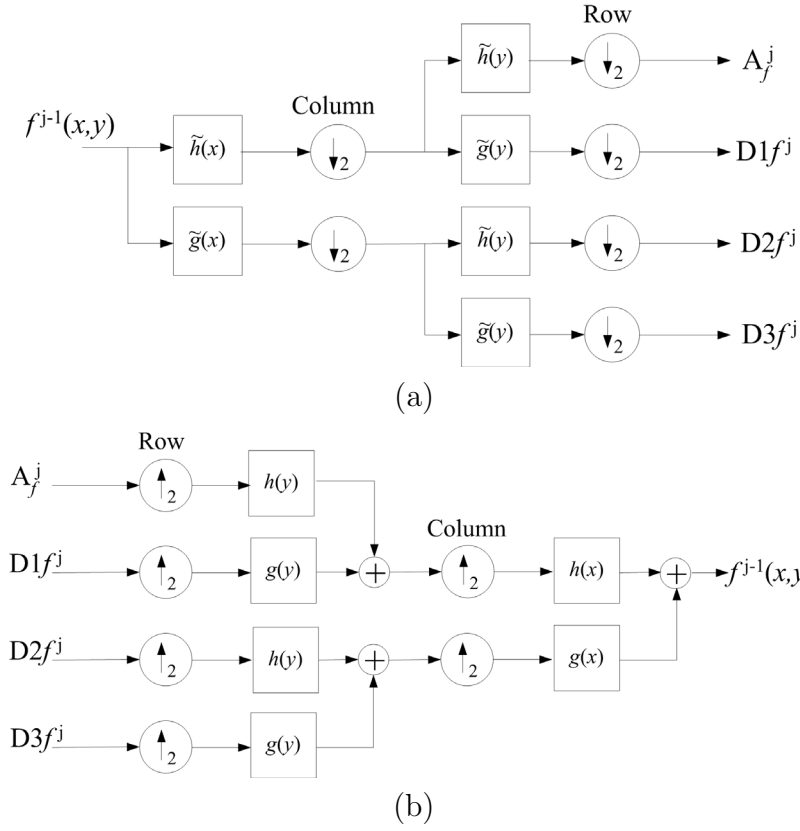 Row
h̃(y) ↓2 A_f^j
Column
f^{j-1}(x,y)
h̃(x) ↓2 g̃(y) ↓2 D1f^j
g̃(x) ↓2 h̃(y) ↓2 D2f^j
g̃(y) ↓2 D3f^j
(a)
Row
A_f^j ↑2 h(y)
Column
D1f^j ↑2 g(y) + ↑2 h(x) + f^{j-1}(x,y
D2f^j ↑2 h(y) + ↑2 g(x)
D3f^j ↑2 g(y)
(b)